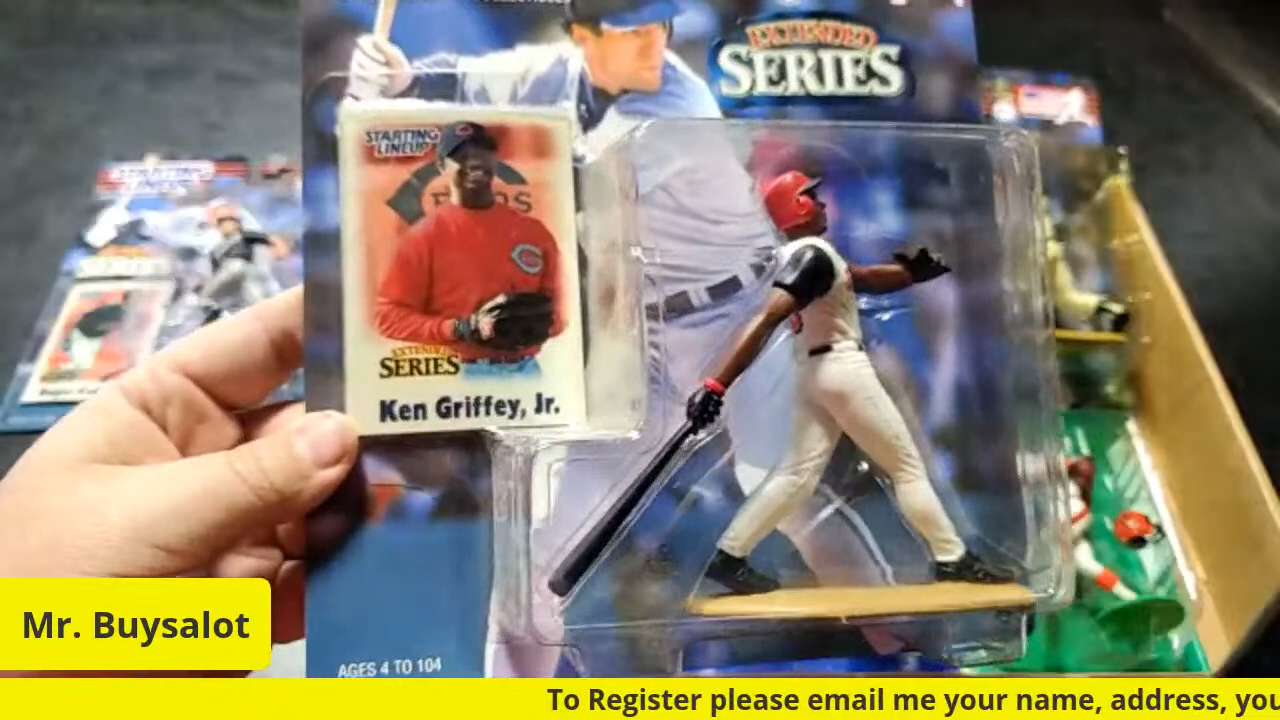 EXTENDED
SERIES
STARTING
LINEUP
REDS
EXTENDED
SERIES
Ken Griffey, Jr.
AGES 4 TO 104
Mr. Buysalot
To Register please email me your name, address, you